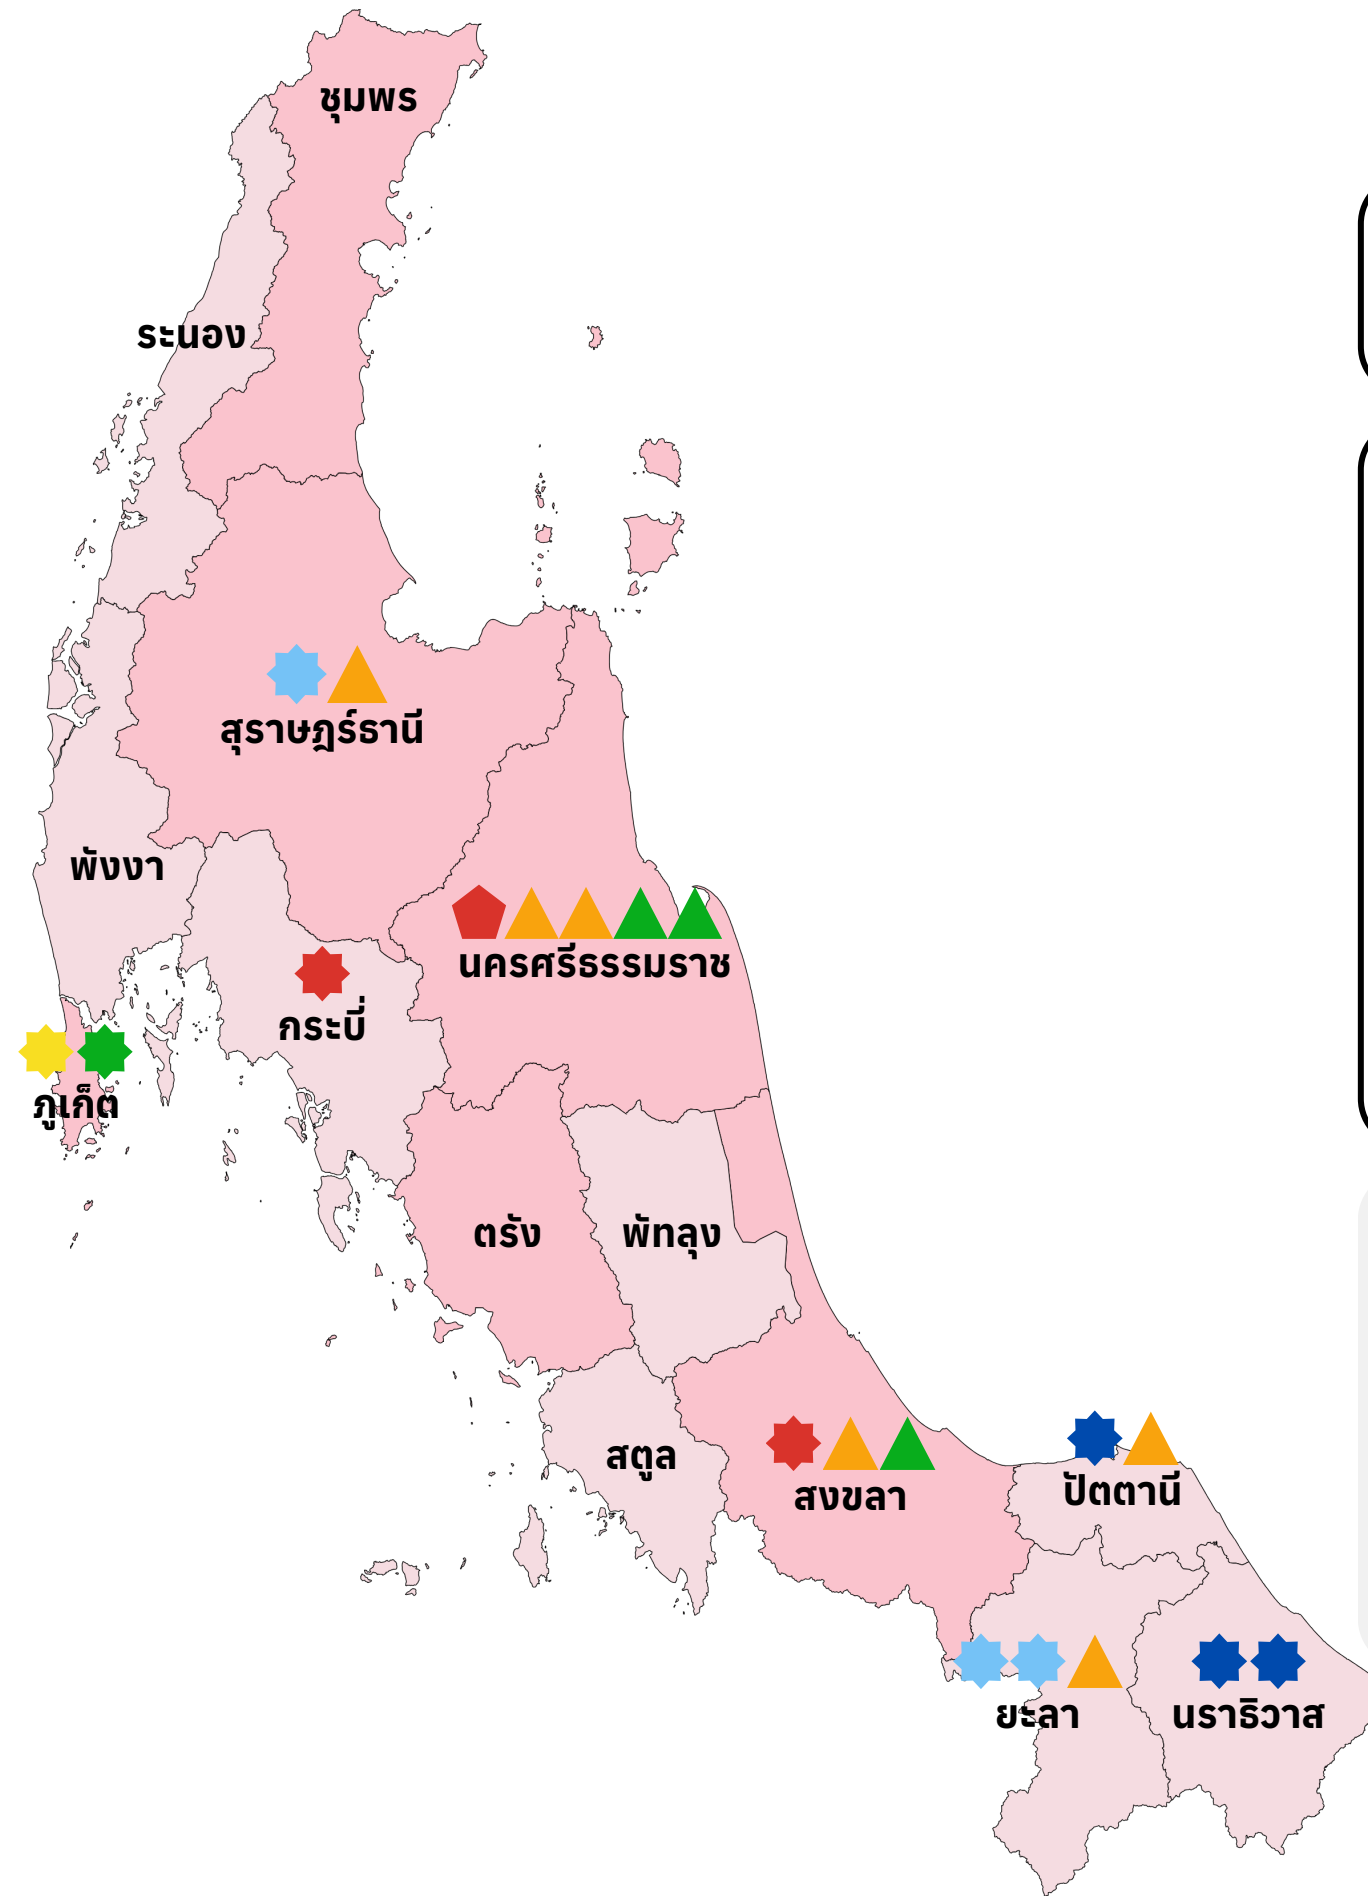 ชุมพร
ระนอง
สุราษฎร์ธานี
พังงา
นครศรีธรรมราช
กระบี่
ภูเก็ต
ตรัง
พัทลุง
สตูล
สงขลา
ปัตตานี
ยะลา
นราธิวาส